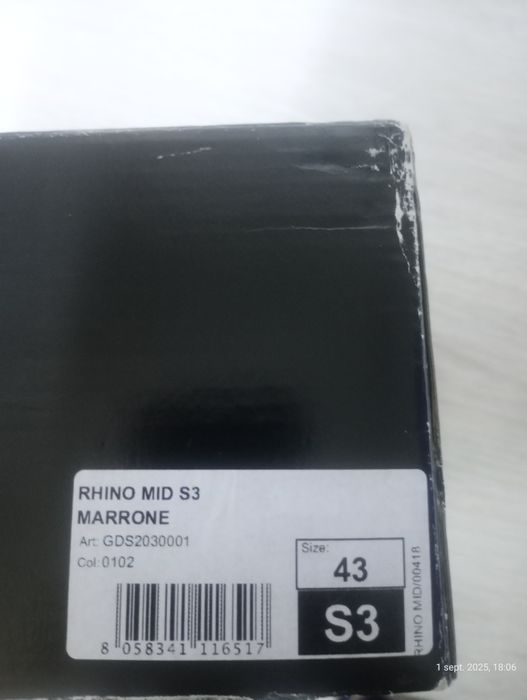 RHINO MID S3
MARRONE
Art: GDS2030001
Col:0102
Size:
43
S3
8 058341 116517
RHINO MID/00418
1 sept. 2025, 18:06